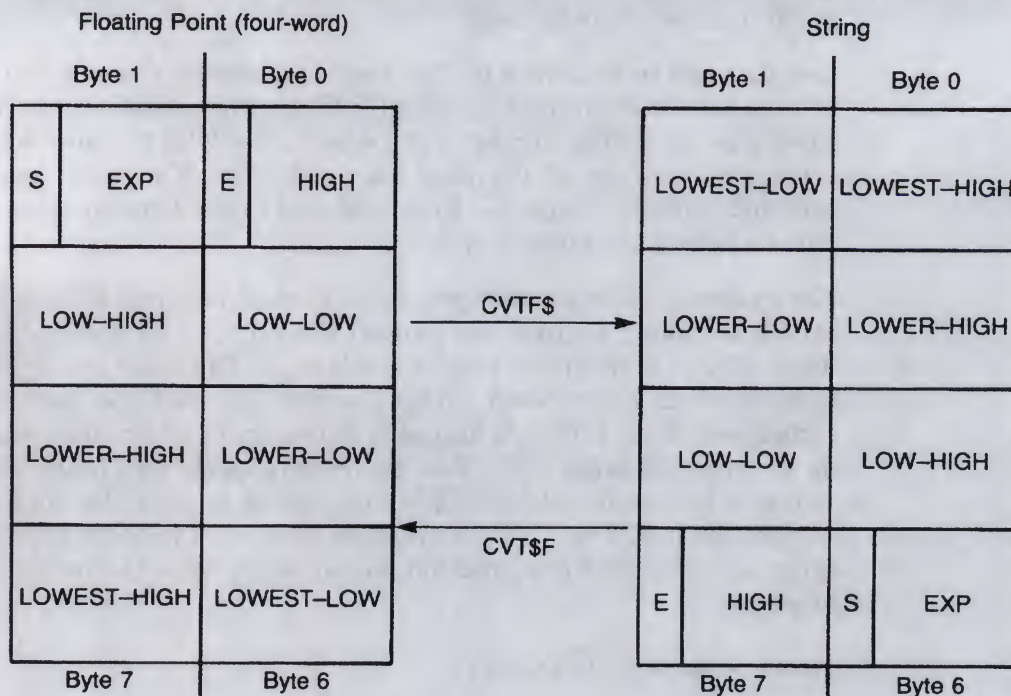 Floating Point (four-word) String
Byte 1 Byte 0 Byte 1 Byte 0
S EXP E HIGH LOWEST–LOW LOWEST–HIGH
LOW–HIGH LOW–LOW CVTF$ LOWER–LOW LOWER–HIGH
LOWER–HIGH LOWER–LOW LOW–LOW LOW–HIGH
CVT$F
LOWEST–HIGH LOWEST–LOW E HIGH S EXP
Byte 7 Byte 6 Byte 7 Byte 6